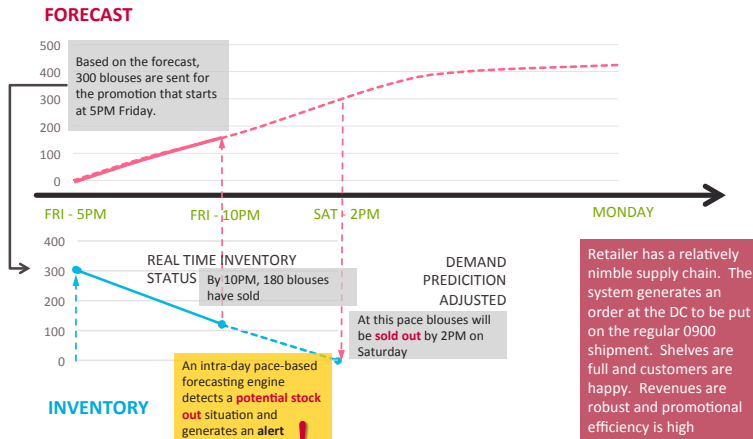 FORECAST
500
400
300
200
100
0
Based on the forecast,
300 blouses are sent for
the promotion that starts
at 5PM Friday.
FRI - 5PM
FRI - 10PM
SAT - 2PM
MONDAY
400
300
200
100
0
REAL TIME INVENTORY
STATUS
By 10PM, 180 blouses
have sold
DEMAND
PREDICITION
ADJUSTED
At this pace blouses will
be sold out by 2PM on
Saturday
INVENTORY
An intra-day pace-based
forecasting engine
detects a potential stock
out situation and
generates an alert
!
Retailer has a relatively
nimble supply chain. The
system generates an
order at the DC to be put
on the regular 0900
shipment. Shelves are
full and customers are
happy. Revenues are
robust and promotional
efficiency is high